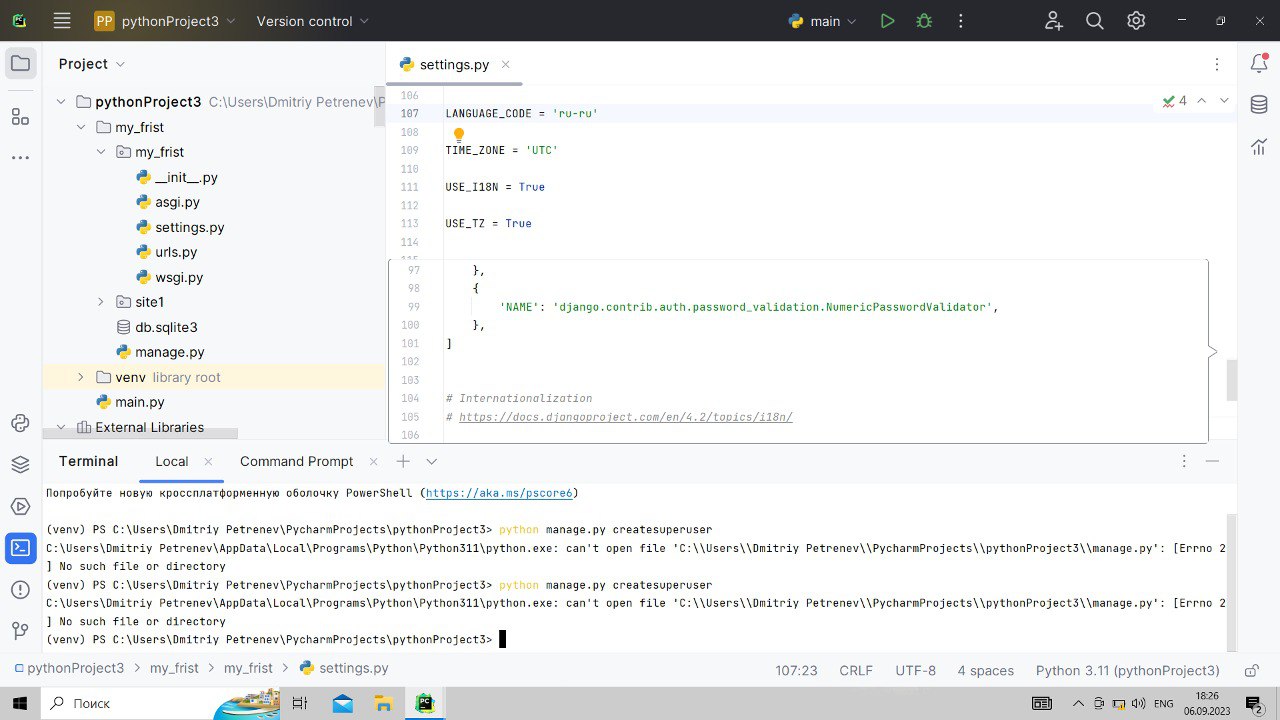 PP pythonProject3 Version control main
Project
pythonProject3 C:\Users\Dmitriy Petrenev\P
my_frist
my_frist
__init__.py
asgi.py
settings.py
urls.py
wsgi.py
site1
db.sqlite3
manage.py
venv library root
main.py
External Libraries
settings.py
4
106
107 LANGUAGE_CODE = 'ru-ru'
108
109 TIME_ZONE = 'UTC'
110
111 USE_I18N = True
112
113 USE_TZ = True
114
115
97 },
98 {
99 'NAME': 'django.contrib.auth.password_validation.NumericPasswordValidator',
100 },
101 ]
102
103
104 # Internationalization
105 # https://docs.djangoproject.com/en/4.2/topics/i18n/
106
Terminal Local Command Prompt
Попробуйте новую кроссплатформенную оболочку PowerShell (https://aka.ms/pscore6)
(venv) PS C:\Users\Dmitriy Petrenev\PycharmProjects\pythonProject3> python manage.py createsuperuser
C:\Users\Dmitriy Petrenev\AppData\Local\Programs\Python\Python311\python.exe: can't open file 'C:\\Users\\Dmitriy Petrenev\\PycharmProjects\\pythonProject3\\manage.py': [Errno 2
] No such file or directory
(venv) PS C:\Users\Dmitriy Petrenev\PycharmProjects\pythonProject3> python manage.py createsuperuser
C:\Users\Dmitriy Petrenev\AppData\Local\Programs\Python\Python311\python.exe: can't open file 'C:\\Users\\Dmitriy Petrenev\\PycharmProjects\\pythonProject3\\manage.py': [Errno 2
] No such file or directory
(venv) PS C:\Users\Dmitriy Petrenev\PycharmProjects\pythonProject3>
pythonProject3 > my_frist > my_frist > settings.py 107:23 CRLF UTF-8 4 spaces Python 3.11 (pythonProject3)
Поиск PC ENG 18:26
06.09.2023 2